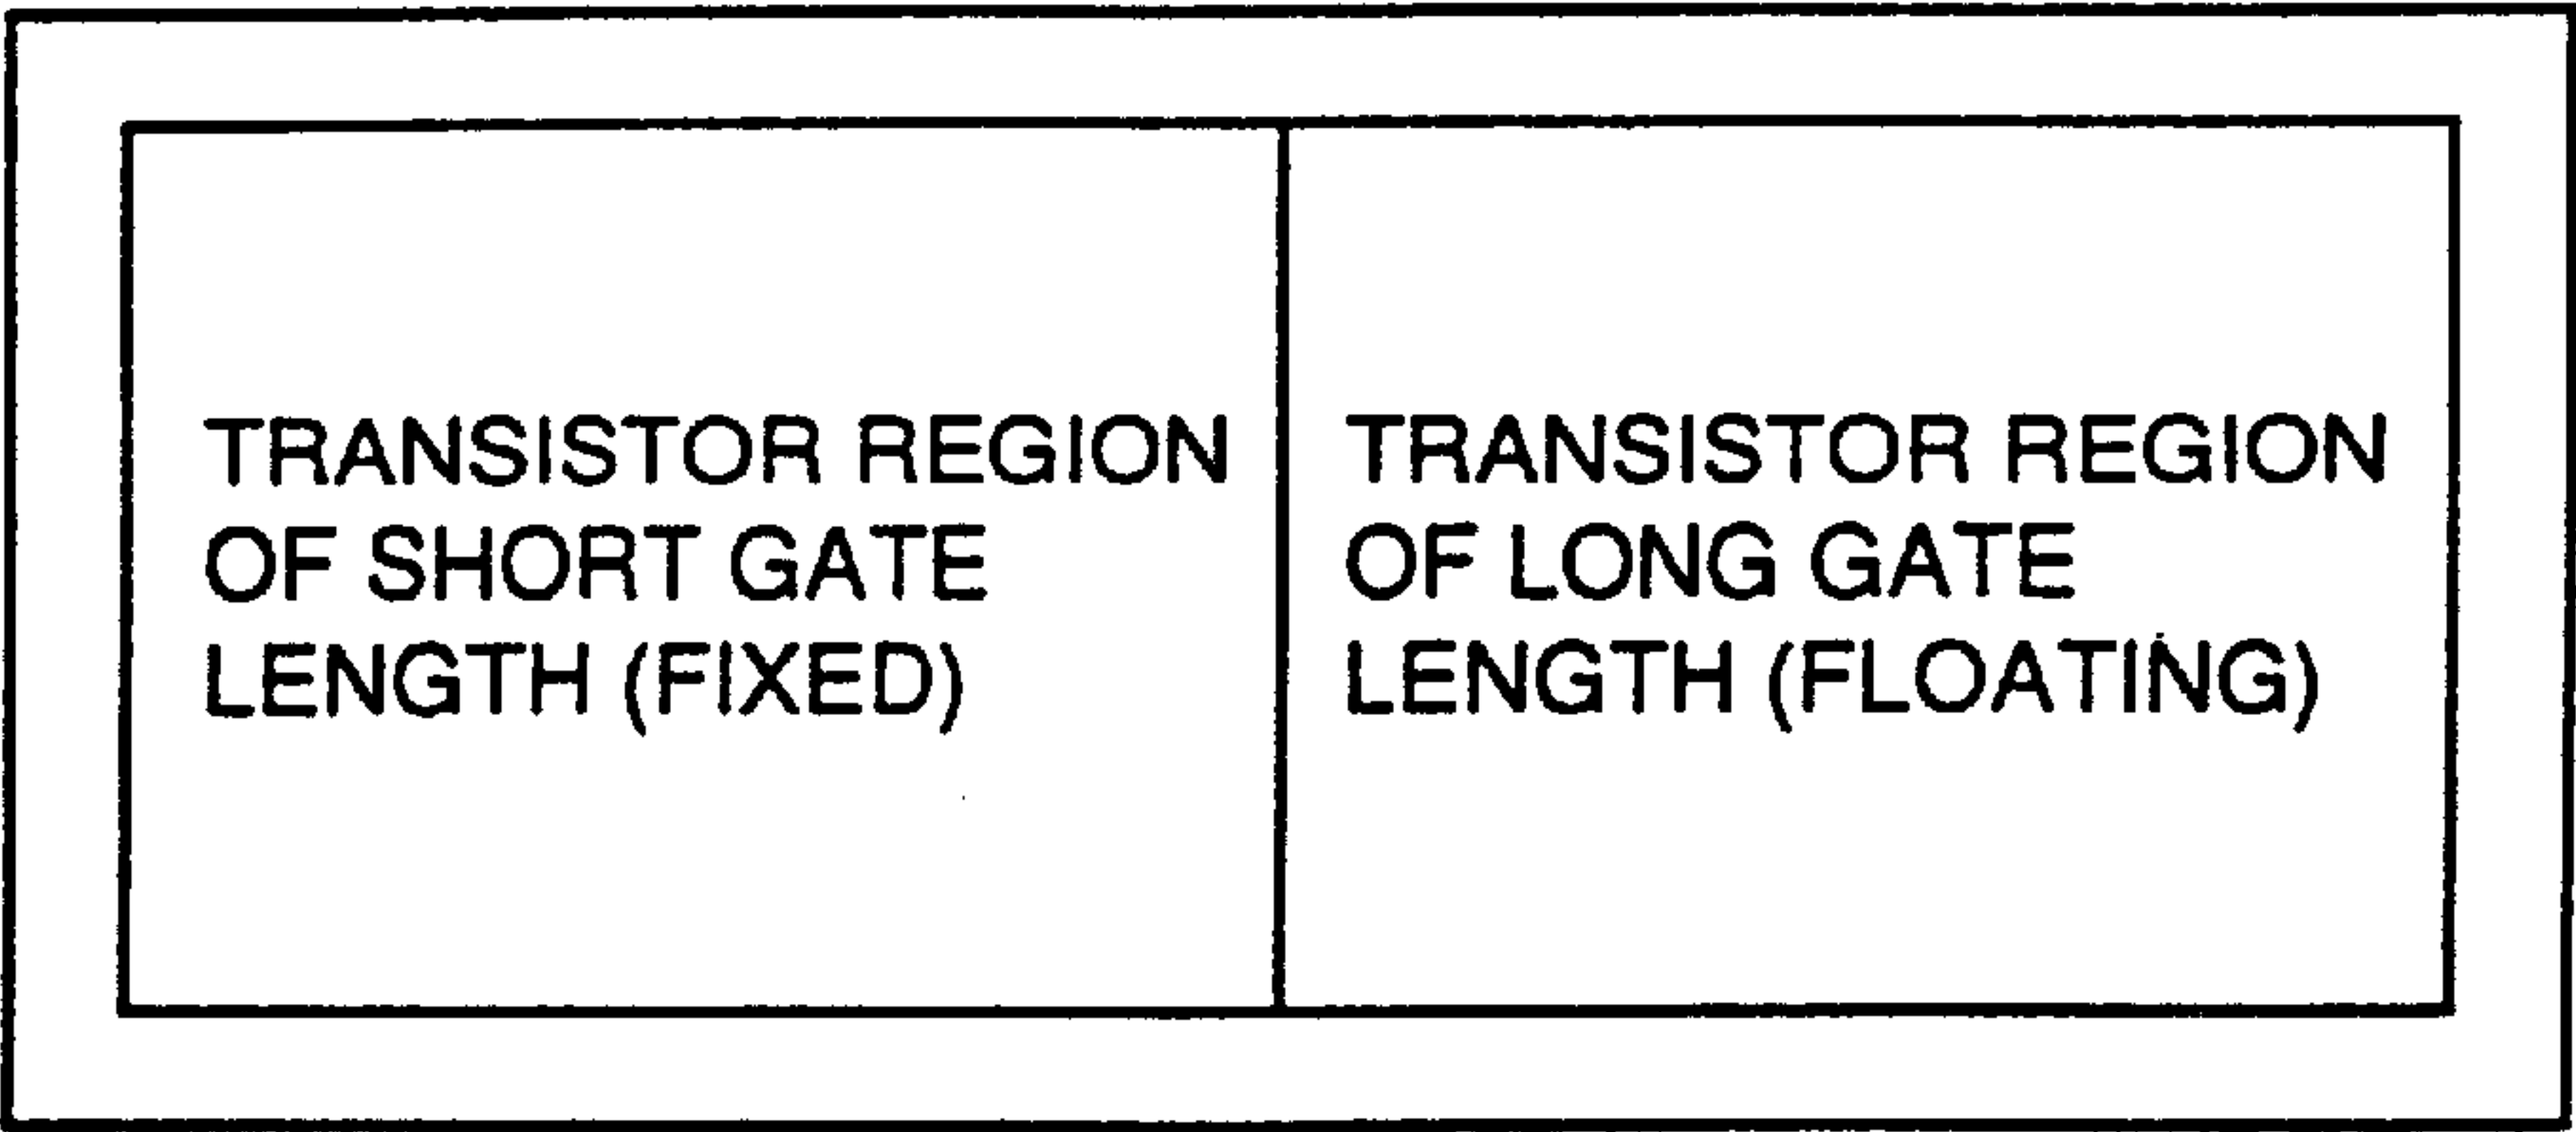 TRANSISTOR REGION
OF SHORT GATE
LENGTH (FIXED)
TRANSISTOR REGION
OF LONG GATE
LENGTH (FLOATING)